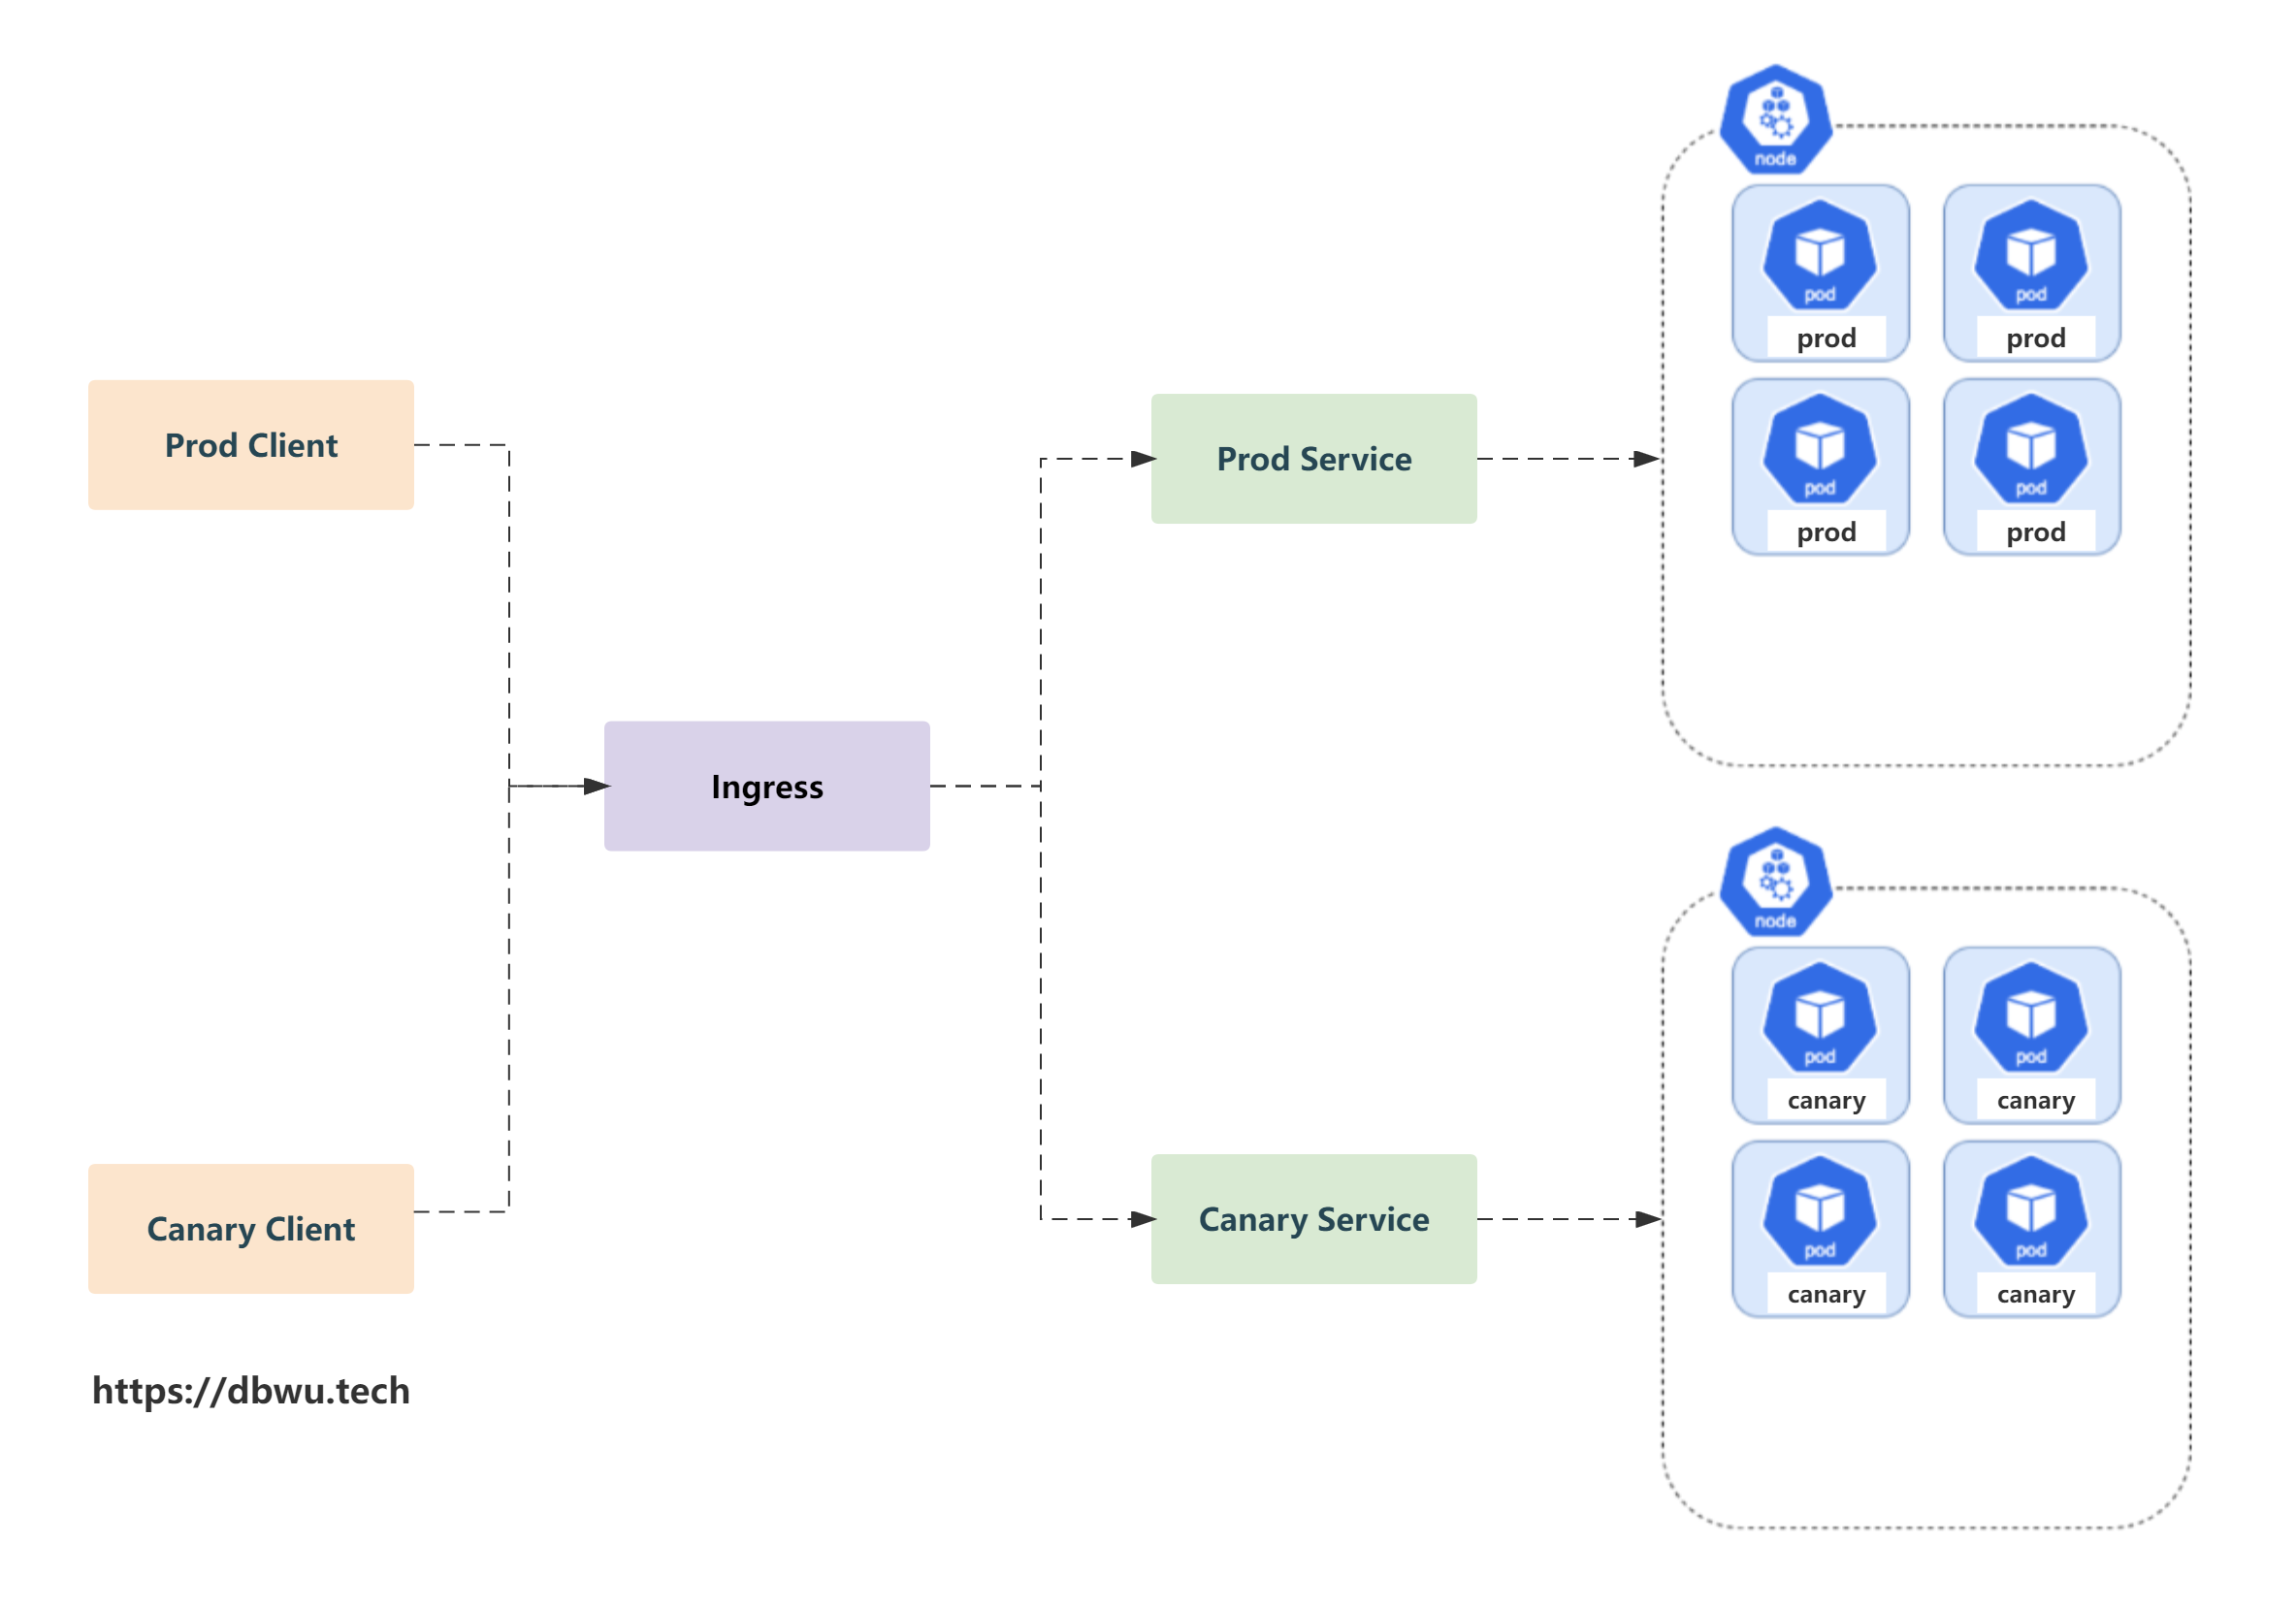 node
pod
pod
prod
prod
Prod Client
Prod Service
pod
pod
prod
prod
Ingress
node
pod
pod
canary
canary
Canary Client
Canary Service
pod
pod
canary
canary
https://dbwu.tech